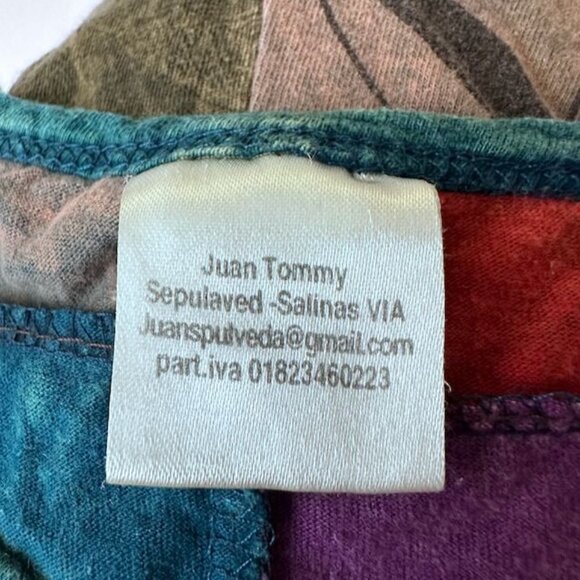 Juan Tommy
Sepulaved -Salinas VIA
Juanspulveda@gmail.com
part.iva 01823460223